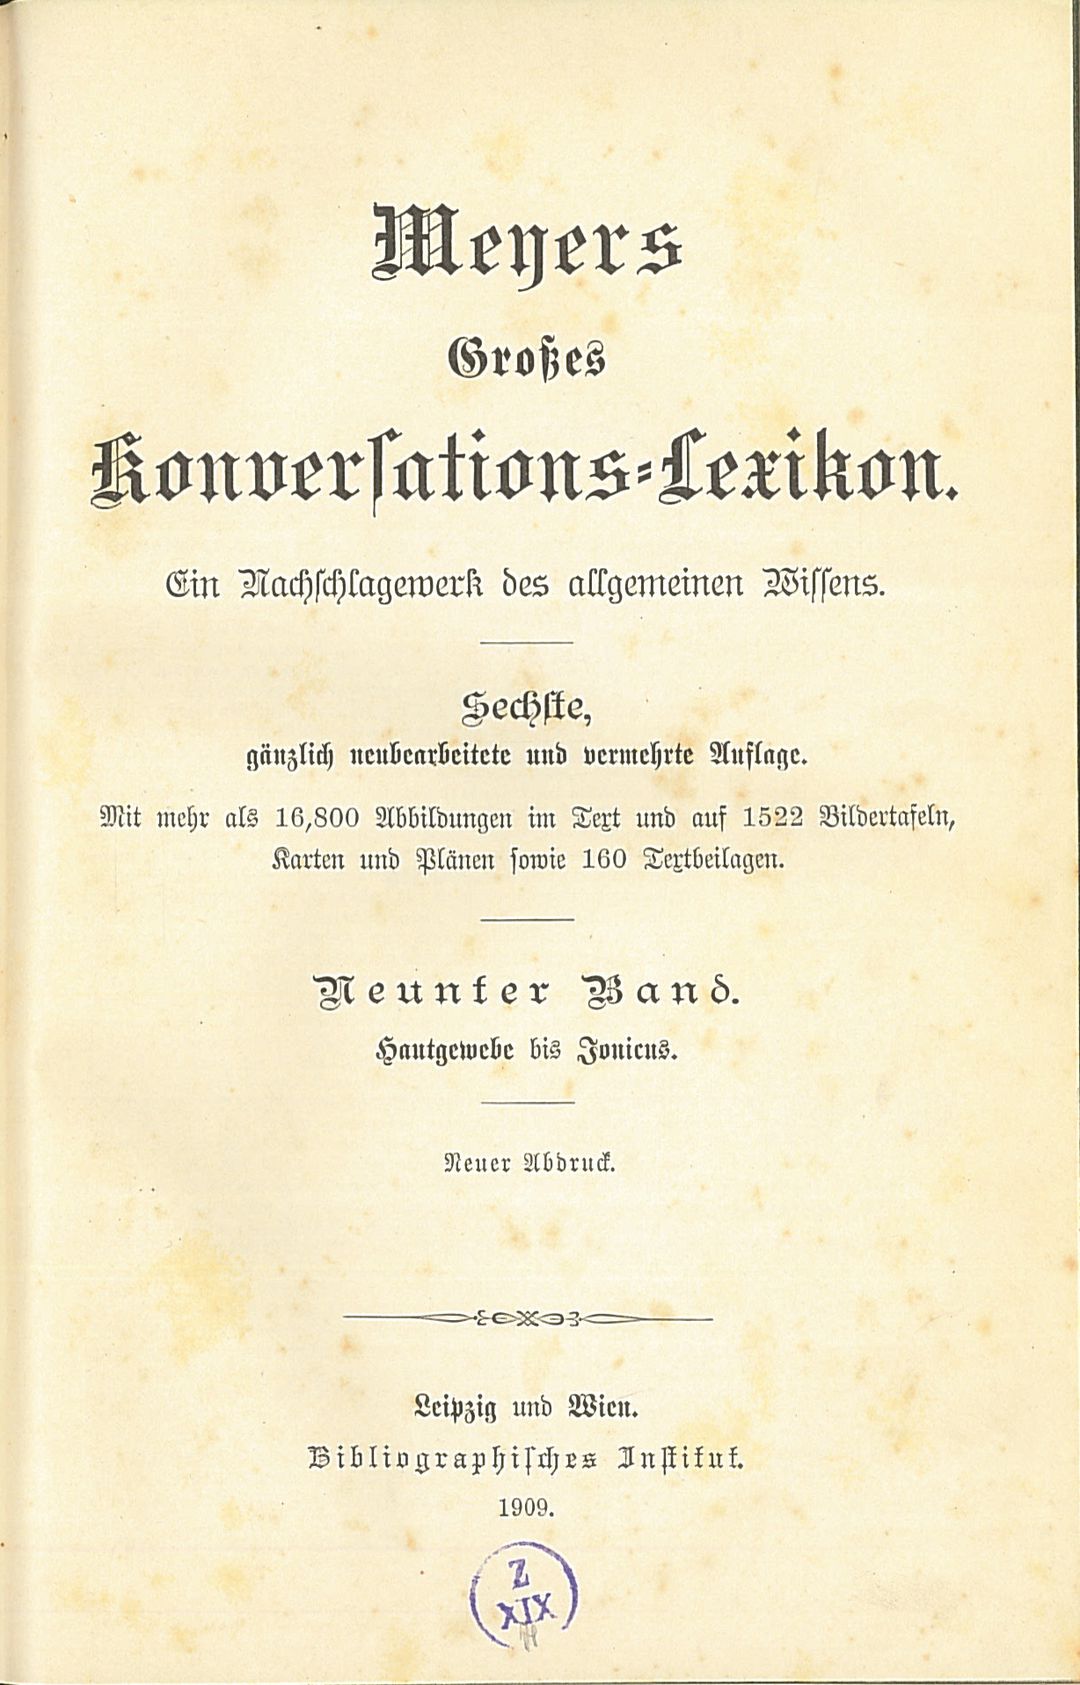 Meyers
Großes
Konverſations=Lexikon.
Ein Nachſchlagewerk des allgemeinen Wiſſens.
Sechſte,
gänzlich neubearbeitete und vermehrte Auflage.
Mit mehr als 16,800 Abbildungen im Text und auf 1522 Bildertafeln,
Karten und Plänen ſowie 160 Textbeilagen.
Neunter Band.
Hautgewebe bis Jonicus.
Neuer Abdruck.
Leipzig und Wien.
Bibliographiſches Inſtitut.
1909.
Z
XIX